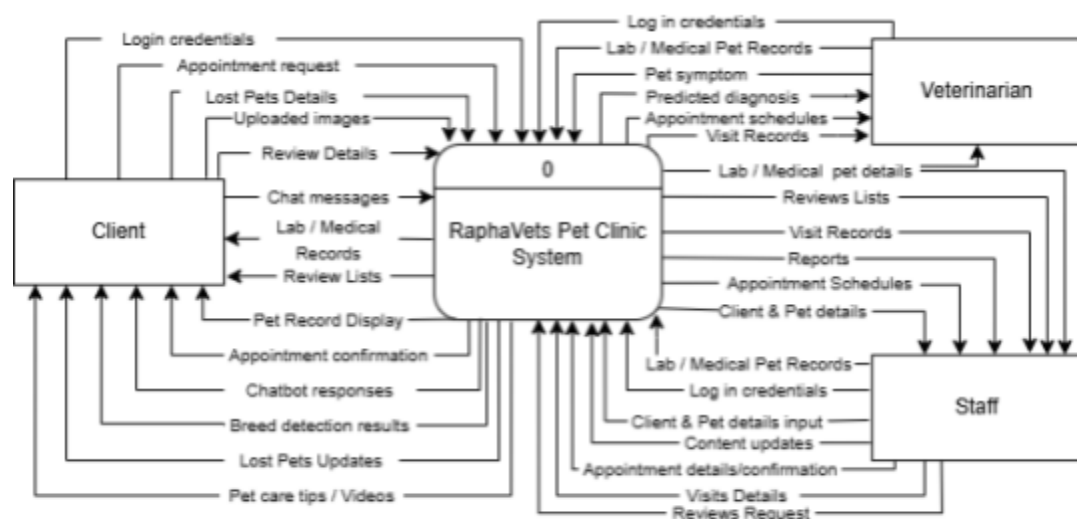 Login credentials
Appointment request
Lost Pets Details
Uploaded images
Review Details
Chat messages
Lab / Medical
Records
Review Lists
Pet Record Display
Appointment confirmation
Chatbot responses
Breed detection results
Lost Pets Updates
Pet care tips / Videos
Client
0
RaphaVets Pet Clinic
System
Log in credentials
Lab / Medical Pet Records
Pet symptom
Predicted diagnosis
Appointment schedules
Visit Records
Veterinarian
Lab / Medical pet details
Reviews Lists
Visit Records
Reports
Appointment Schedules
Client & Pet details
Lab / Medical Pet Records
Log in credentials
Client & Pet details input
Content updates
Appointment details/confirmation
Visits Details
Reviews Request
Staff